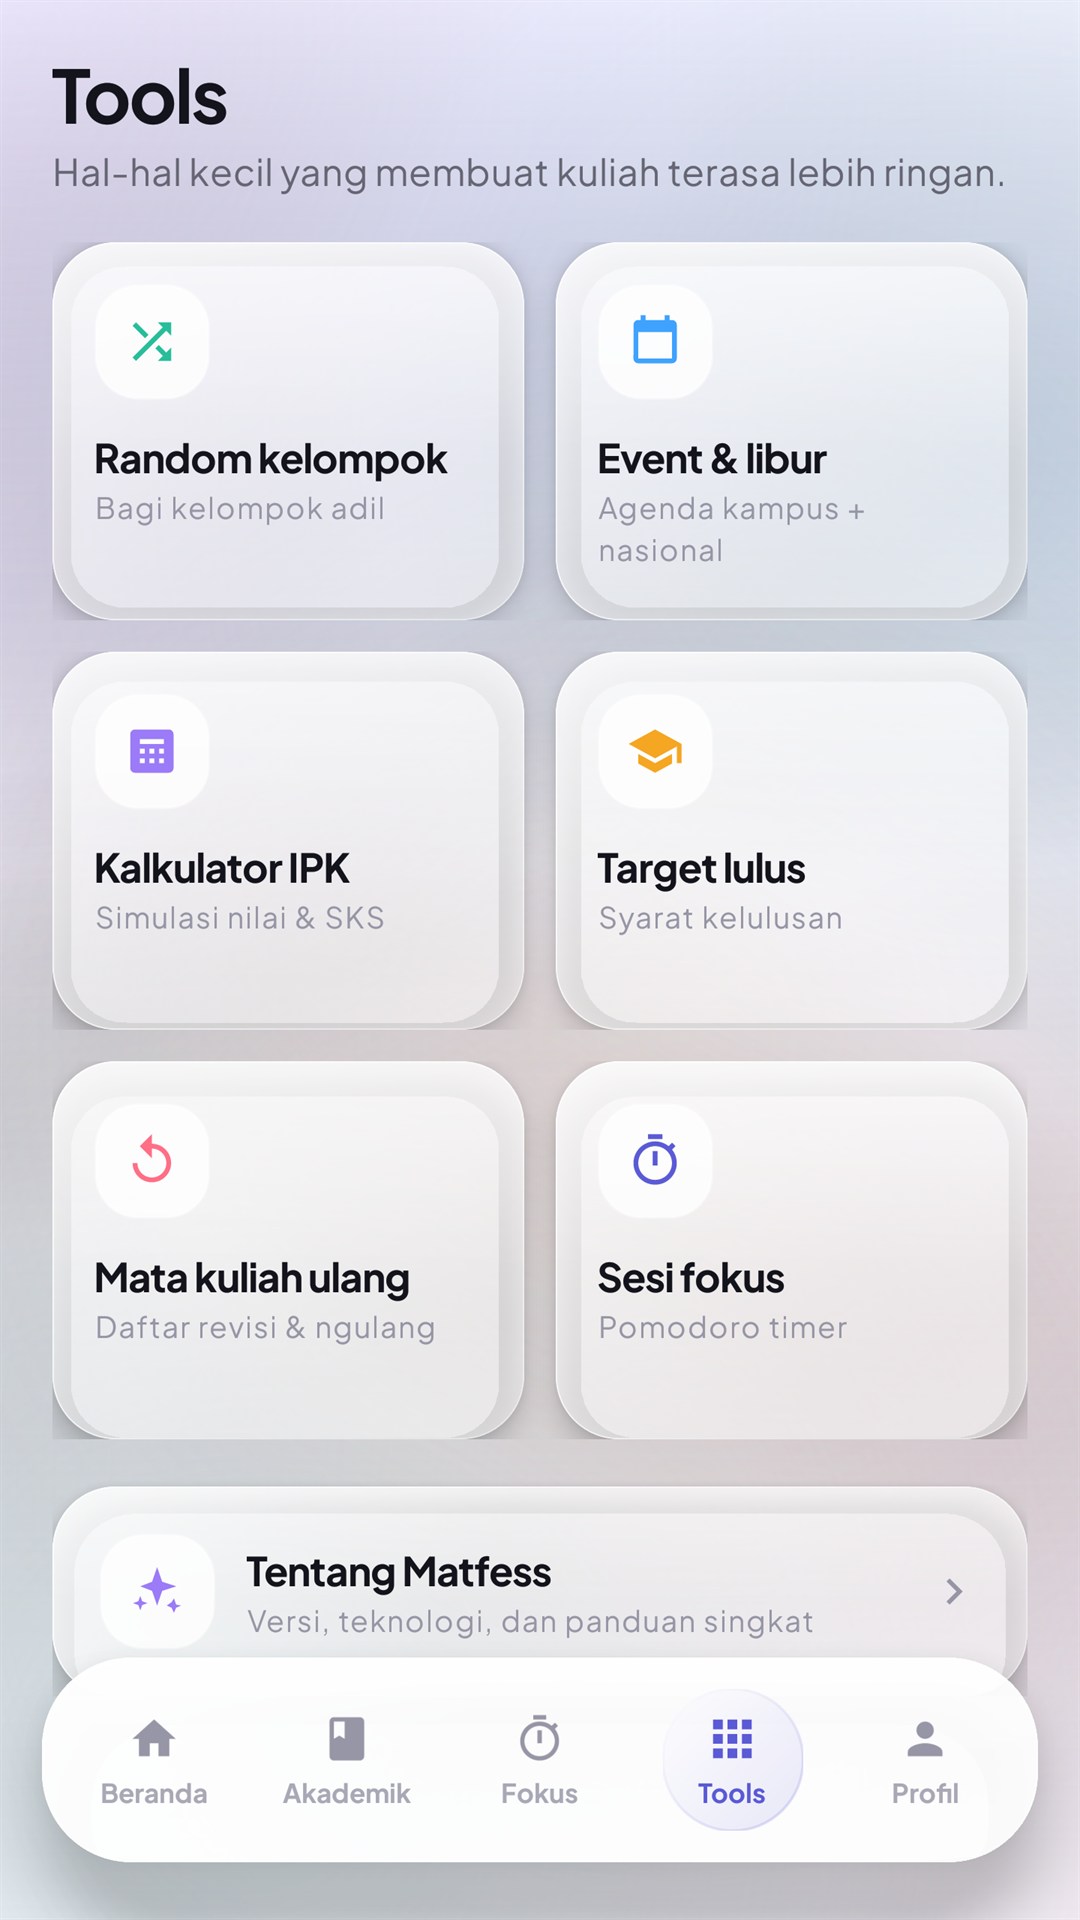 Tools
Hal-hal kecil yang membuat kuliah terasa lebih ringan.
Random kelompok
Bagi kelompok adil
Event & libur
Agenda kampus +
nasional
Kalkulator IPK
Simulasi nilai & SKS
Target lulus
Syarat kelulusan
Mata kuliah ulang
Daftar revisi & ngulang
Sesi fokus
Pomodoro timer
Tentang Matfess
Versi, teknologi, dan panduan singkat
Beranda
Akademik
Fokus
Tools
Profil